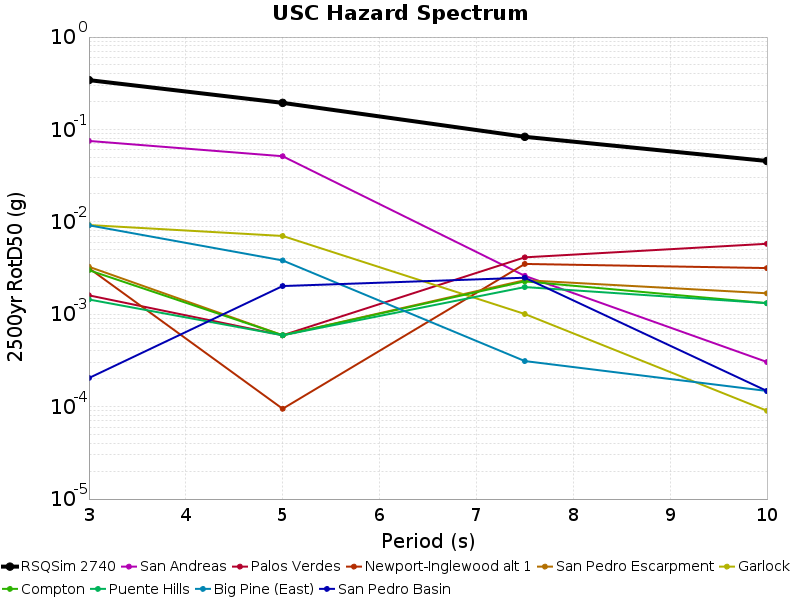 USC Hazard Spectrum
10^0
10^-1
10^-2
10^-3
10^-4
10^-5
2500yr RotD50 (g)
3 4 5 6 7 8 9 10
Period (s)
RSQSim 2740 San Andreas Palos Verdes Newport-Inglewood alt 1 San Pedro Escarpment Garlock
Compton Puente Hills Big Pine (East) San Pedro Basin